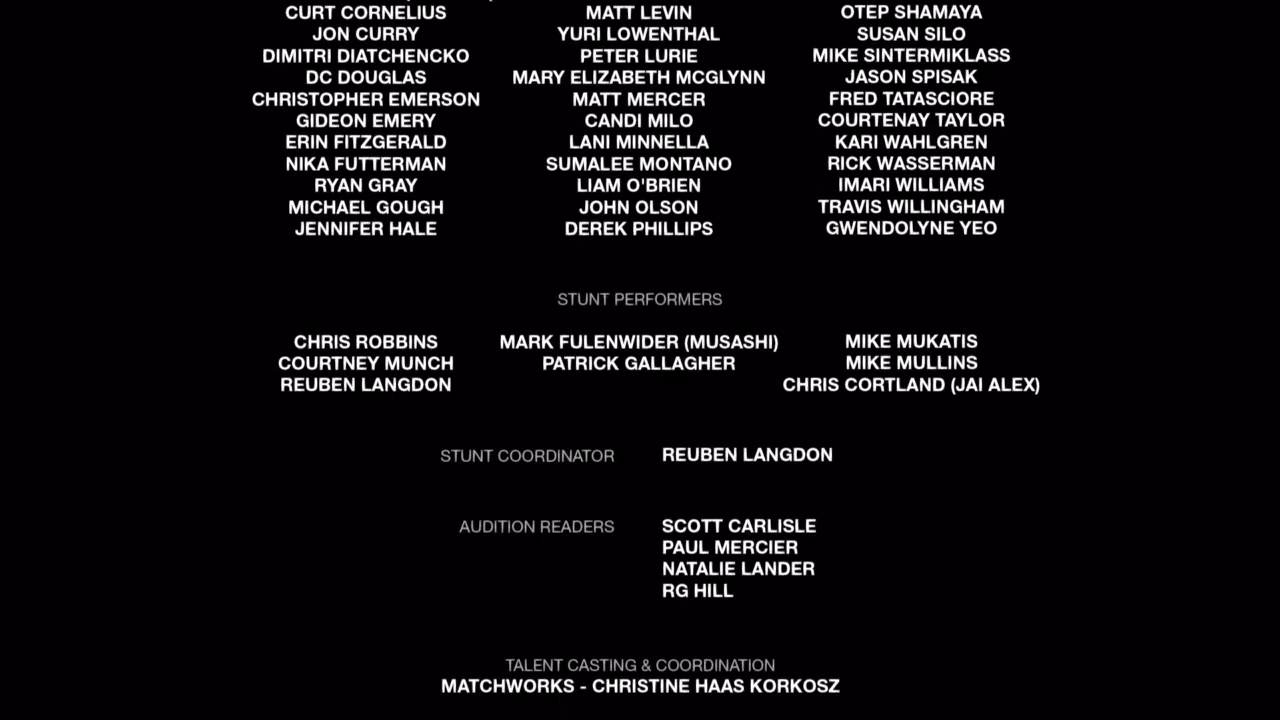 CURT CORNELIUS MATT LEVIN OTEP SHAMAYA
JON CURRY YURI LOWENTHAL SUSAN SILO
DIMITRI DIATCHENCKO PETER LURIE MIKE SINTERMIKLASS
DC DOUGLAS MARY ELIZABETH MCGLYNN JASON SPISAK
CHRISTOPHER EMERSON MATT MERCER FRED TATASCIORE
GIDEON EMERY CANDI MILO COURTENAY TAYLOR
ERIN FITZGERALD LANI MINNELLA KARI WAHLGREN
NIKA FUTTERMAN SUMALEE MONTANO RICK WASSERMAN
RYAN GRAY LIAM O'BRIEN IMARI WILLIAMS
MICHAEL GOUGH JOHN OLSON TRAVIS WILLINGHAM
JENNIFER HALE DEREK PHILLIPS GWENDOLYNE YEO
STUNT PERFORMERS
CHRIS ROBBINS MARK FULENWIDER (MUSASHI) MIKE MUKATIS
COURTNEY MUNCH PATRICK GALLAGHER MIKE MULLINS
REUBEN LANGDON CHRIS CORTLAND (JAI ALEX)
STUNT COORDINATOR REUBEN LANGDON
AUDITION READERS SCOTT CARLISLE
PAUL MERCIER
NATALIE LANDER
RG HILL
TALENT CASTING & COORDINATION
MATCHWORKS - CHRISTINE HAAS KORKOSZ